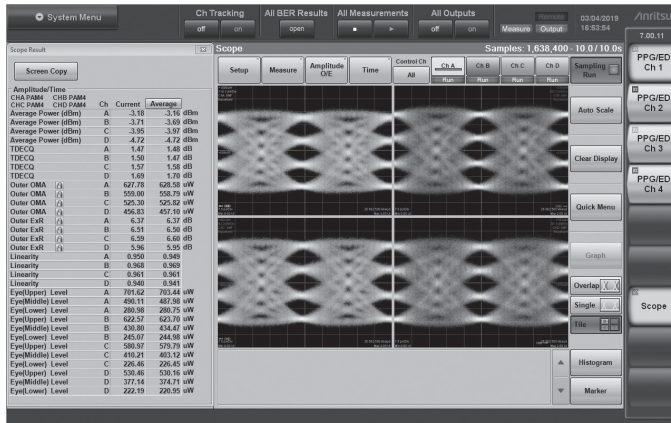 System Menu
Ch Tracking
off on
All BER Results
open
All Measurements
All Outputs
off on
Remote
Measure Output
03/04/2019
16:53:54
Anritsu
7.00.11
Scope Result
Screen Copy
Amplitude/Time
CHA PAM4 CHB PAM4
CHC PAM4 CHD PAM4 Ch Current Average
Average Power (dBm) A -3.18 -3.16 dBm
Average Power (dBm) B -3.71 -3.69 dBm
Average Power (dBm) C -3.95 -3.97 dBm
Average Power (dBm) D -4.72 -4.72 dBm
TDECQ A 1.47 1.48 dB
TDECQ B 1.50 1.47 dB
TDECQ C 1.57 1.58 dB
TDECQ D 1.69 1.70 dB
Outer OMA A 627.78 628.58 uW
Outer OMA B 559.00 558.79 uW
Outer OMA C 525.30 525.82 uW
Outer OMA D 456.83 457.10 uW
Outer ExR A 6.37 6.37 dB
Outer ExR B 6.51 6.50 dB
Outer ExR C 6.59 6.60 dB
Outer ExR D 5.96 5.95 dB
Linearity A 0.950 0.949
Linearity B 0.968 0.969
Linearity C 0.961 0.961
Linearity D 0.940 0.941
Eye(Upper) Level A 701.62 703.44 uW
Eye(Middle) Level A 490.11 487.98 uW
Eye(Lower) Level A 280.98 280.75 uW
Eye(Upper) Level B 622.57 623.70 uW
Eye(Middle) Level B 430.80 434.47 uW
Eye(Lower) Level B 245.07 244.98 uW
Eye(Upper) Level C 580.97 579.79 uW
Eye(Middle) Level C 410.21 403.12 uW
Eye(Lower) Level C 226.46 226.45 uW
Eye(Upper) Level D 530.46 530.16 uW
Eye(Middle) Level D 377.14 374.71 uW
Eye(Lower) Level D 222.19 220.95 uW
Scope
Samples: 1,638,400 - 10.0 / 10.0s
Setup
Measure
Amplitude
O/E
Time
Control Ch
All
Ch A
Run
Ch B
Run
Ch C
Run
Ch D
Run
Sampling
Run
Auto Scale
Clear Display
Quick Menu
Graph
Overlap
Single
Tile
Histogram
Marker
PPG/ED
Ch 1
PPG/ED
Ch 2
PPG/ED
Ch 3
PPG/ED
Ch 4
Scope